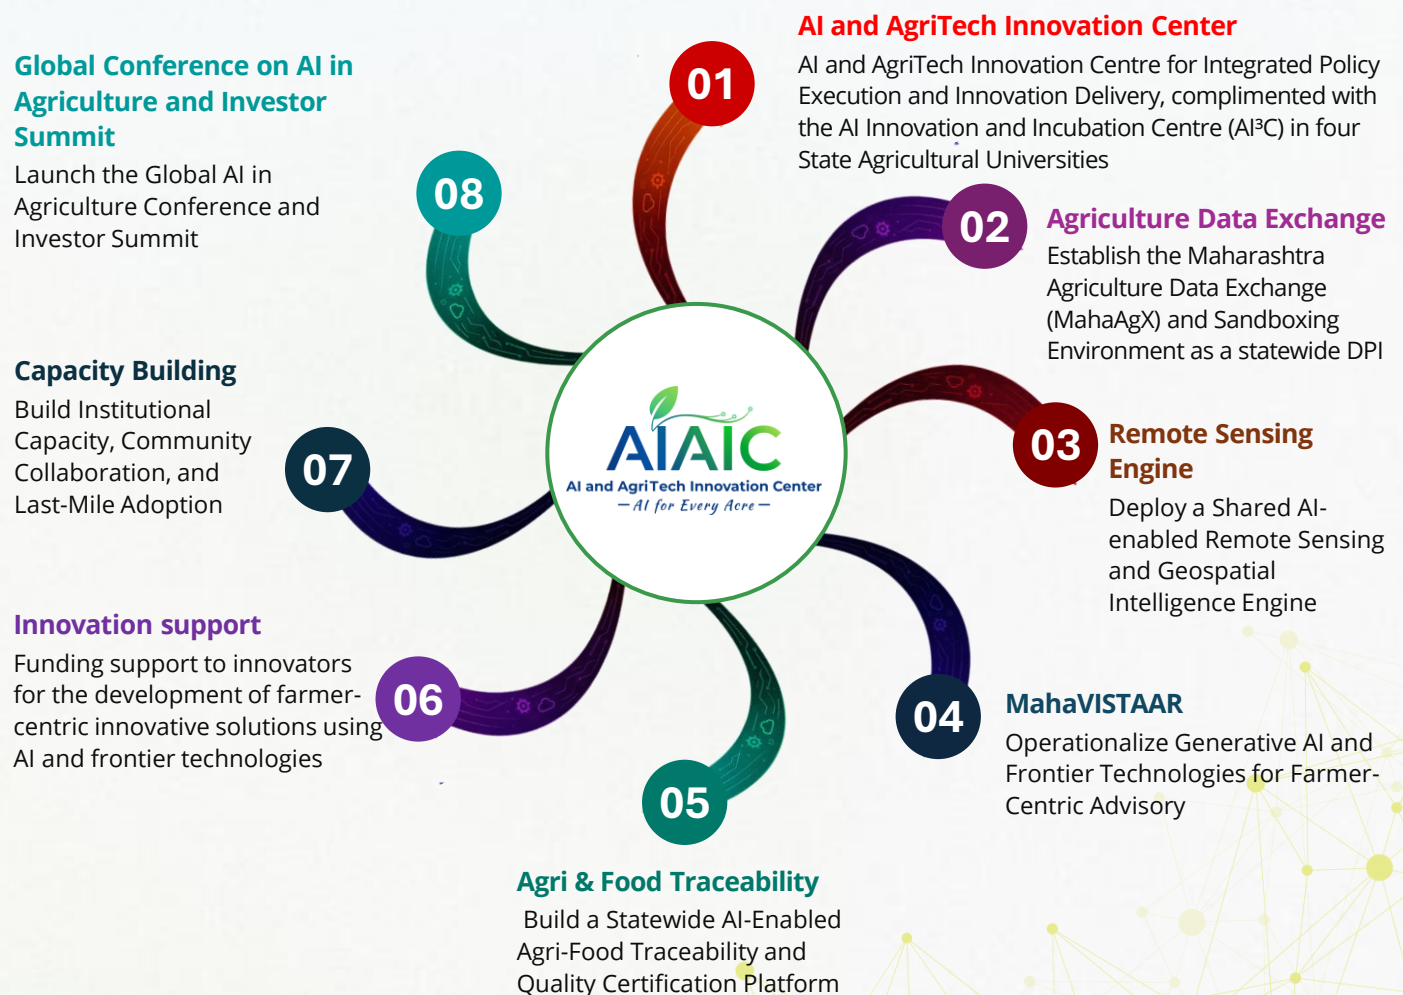 01
AI and AgriTech Innovation Center
AI and AgriTech Innovation Centre for Integrated Policy
Execution and Innovation Delivery, complimented with
the AI Innovation and Incubation Centre (AI³C) in four
State Agricultural Universities
02
Agriculture Data Exchange
Establish the Maharashtra
Agriculture Data Exchange
(MahaAgX) and Sandboxing
Environment as a statewide DPI
03
Remote Sensing
Engine
Deploy a Shared AI-
enabled Remote Sensing
and Geospatial
Intelligence Engine
04
MahaVISTAAR
Operationalize Generative AI and
Frontier Technologies for Farmer-
Centric Advisory
05
Agri & Food Traceability
Build a Statewide AI-Enabled
Agri-Food Traceability and
Quality Certification Platform
06
Innovation support
Funding support to innovators
for the development of farmer-
centric innovative solutions using
AI and frontier technologies
07
Capacity Building
Build Institutional
Capacity, Community
Collaboration, and
Last-Mile Adoption
08
Global Conference on AI in
Agriculture and Investor
Summit
Launch the Global AI in
Agriculture Conference and
Investor Summit
AIAIC
AI and AgriTech Innovation Center
— AI for Every Acre —